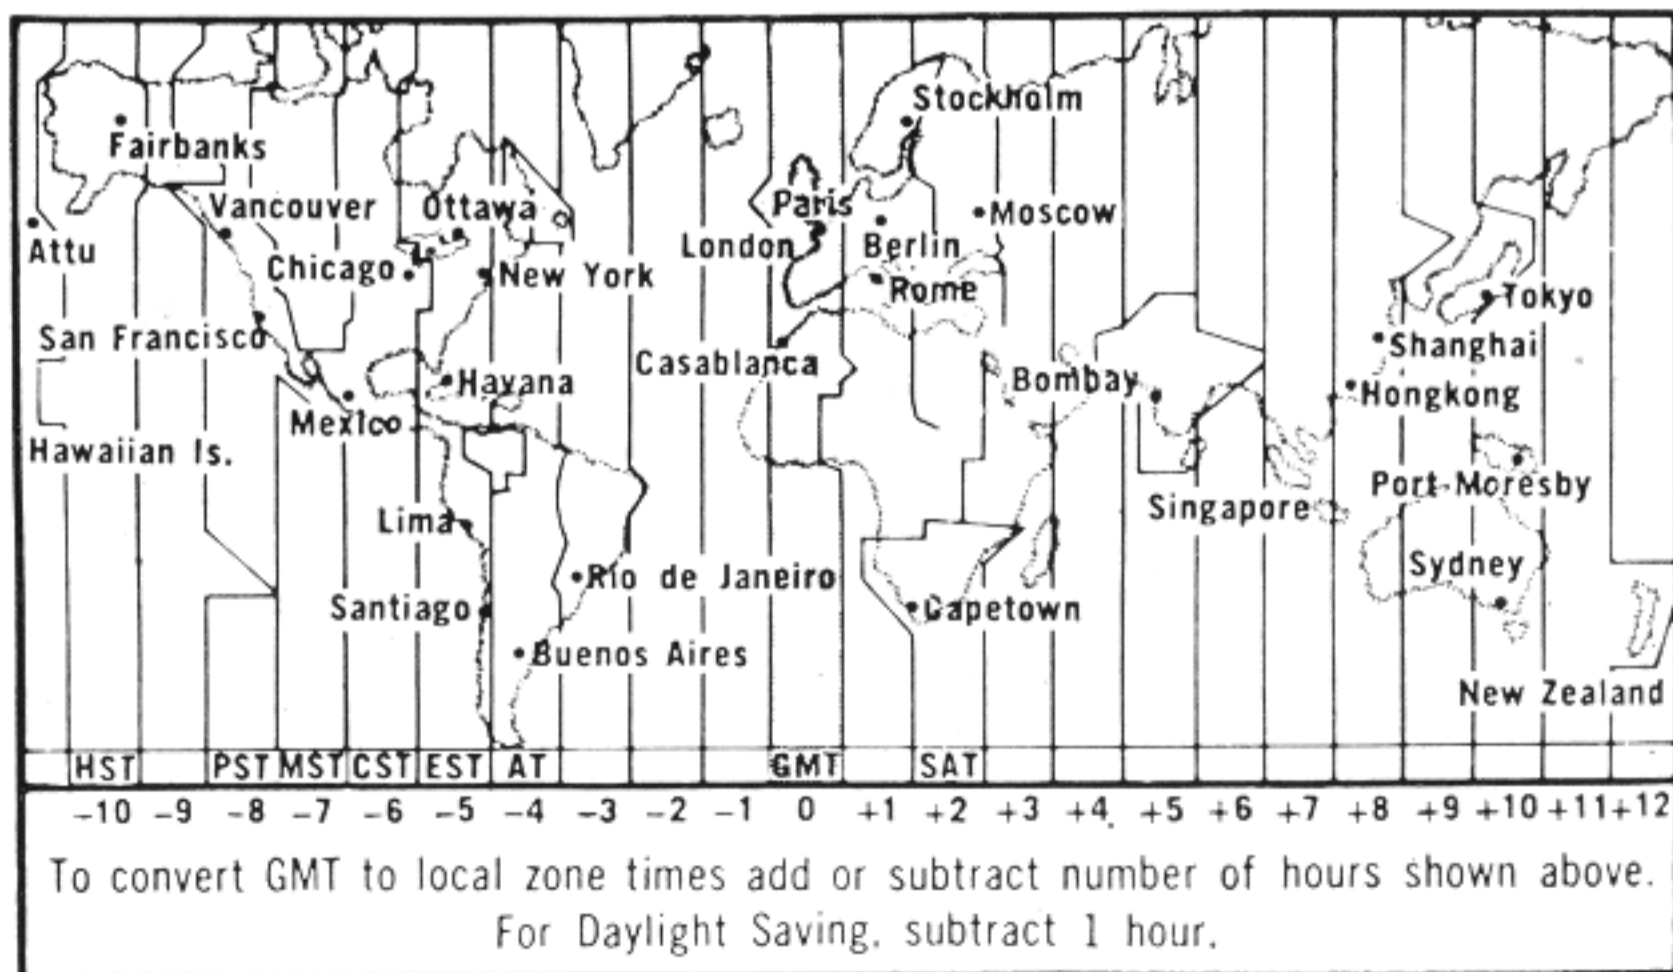 Stockholm
Fairbanks
Vancouver Ottawa Paris Moscow
Attu Chicago New York London Berlin
Rome Tokyo
San Francisco Casablanca Shanghai
Havana Bombay Hongkong
Mexico
Hawaiian Is. Port Moresby
Lima Singapore
Rio de Janeiro Sydney
Santiago Capetown
Buenos Aires
New Zealand
HST PST MST CST EST AT GMT SAT
-10 -9 -8 -7 -6 -5 -4 -3 -2 -1 0 +1 +2 +3 +4 +5 +6 +7 +8 +9 +10 +11 +12
To convert GMT to local zone times add or subtract number of hours shown above.
For Daylight Saving, subtract 1 hour.